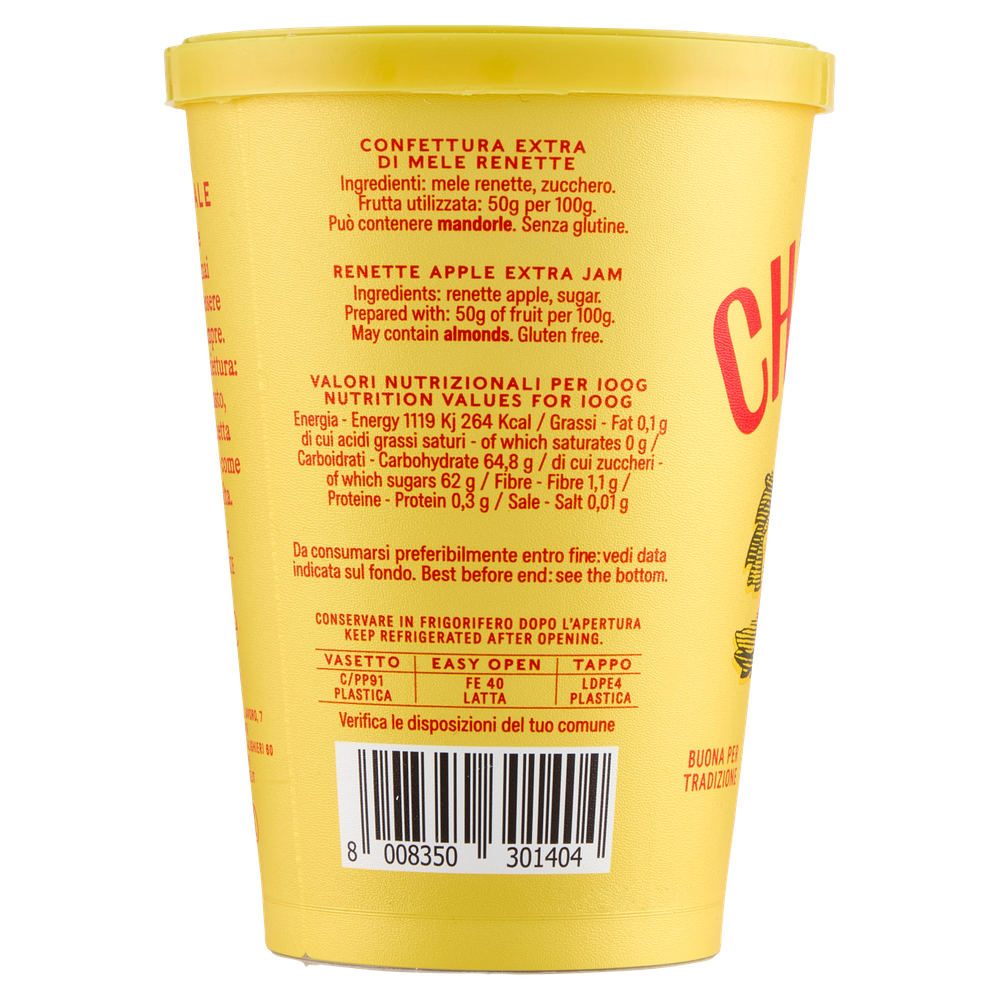 CONFETTURA EXTRA
DI MELE RENETTE
Ingredienti: mele renette, zucchero.
Frutta utilizzata: 50g per 100g.
Può contenere mandorle. Senza glutine.
RENETTE APPLE EXTRA JAM
Ingredients: renette apple, sugar.
Prepared with: 50g of fruit per 100g.
May contain almonds. Gluten free.
VALORI NUTRIZIONALI PER 100G
NUTRITION VALUES FOR 100G
Energia - Energy 1119 Kj 264 Kcal / Grassi - Fat 0,1 g
di cui acidi grassi saturi - of which saturates 0 g /
Carboidrati - Carbohydrate 64,8 g / di cui zuccheri -
of which sugars 62 g / Fibre - Fibre 1,1 g /
Proteine - Protein 0,3 g / Sale - Salt 0,01 g
Da consumarsi preferibilmente entro fine: vedi data
indicata sul fondo. Best before end: see the bottom.
CONSERVARE IN FRIGORIFERO DOPO L'APERTURA
KEEP REFRIGERATED AFTER OPENING.
VASETTO EASY OPEN TAPPO
C/PP91 FE 40 LDPE4
PLASTICA LATTA PLASTICA
Verifica le disposizioni del tuo comune
8 008350 301404
CH
BUONA PER
TRADIZIONE